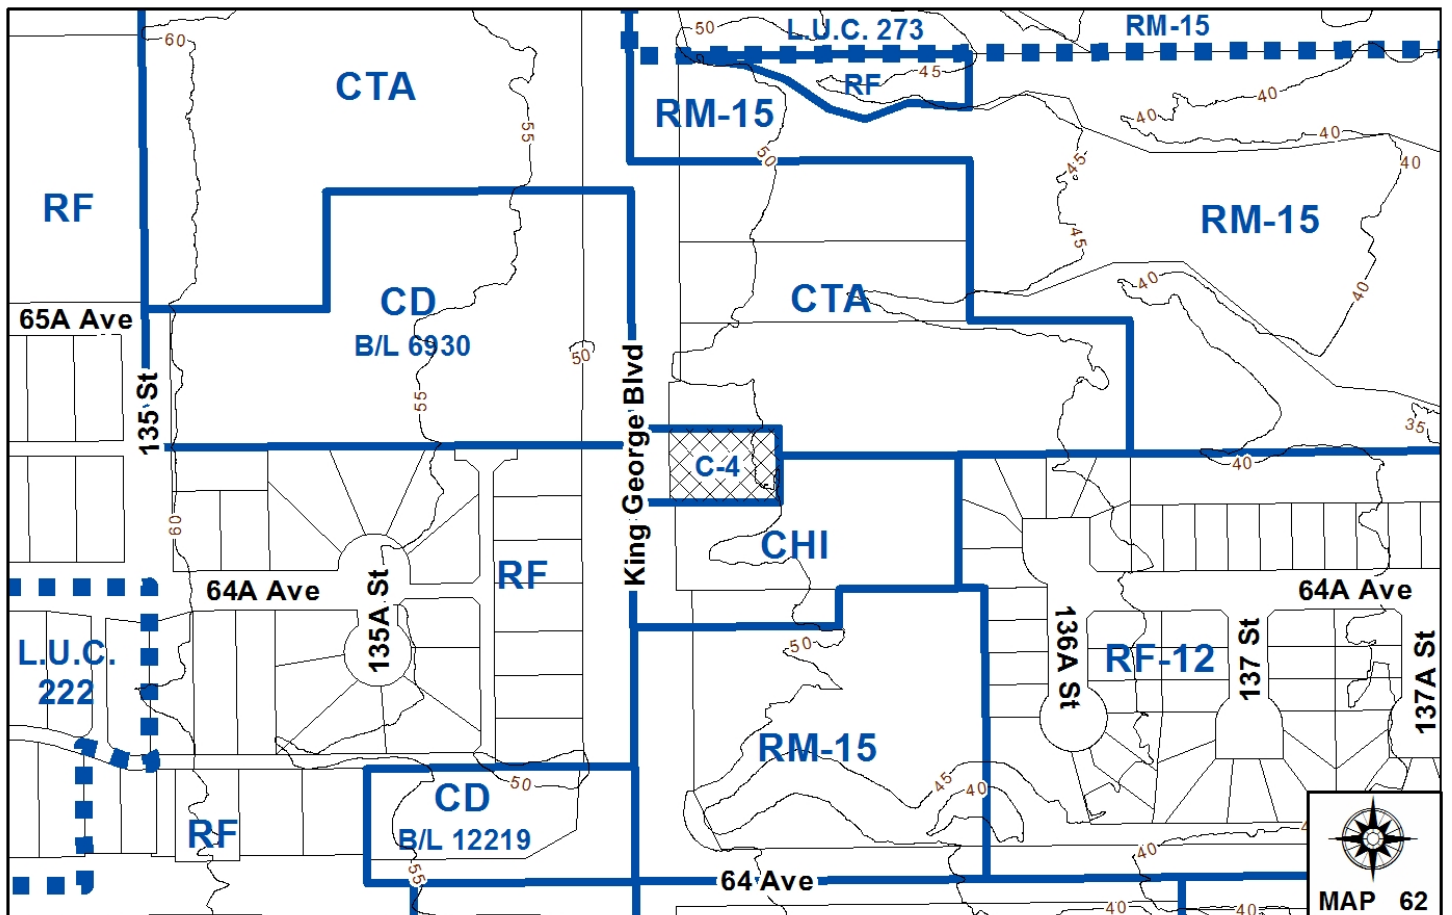 60
50
L.U.C. 273
RM-15
CTA
RF
45
40
RM-15
40
55
40
50
45
40
RF
RM-15
45
40
40
CD
CTA
65A Ave
B/L 6930
50
King George Blvd
135 St
55
35
C-4
40
60
CHI
RF
64A Ave
64A Ave
135A St
136A St
137 St
137A St
50
L.U.C.
222
RF-12
RM-15
50
45
40
CD
RF
B/L 12219
40
55
64 Ave
40
40
MAP 62